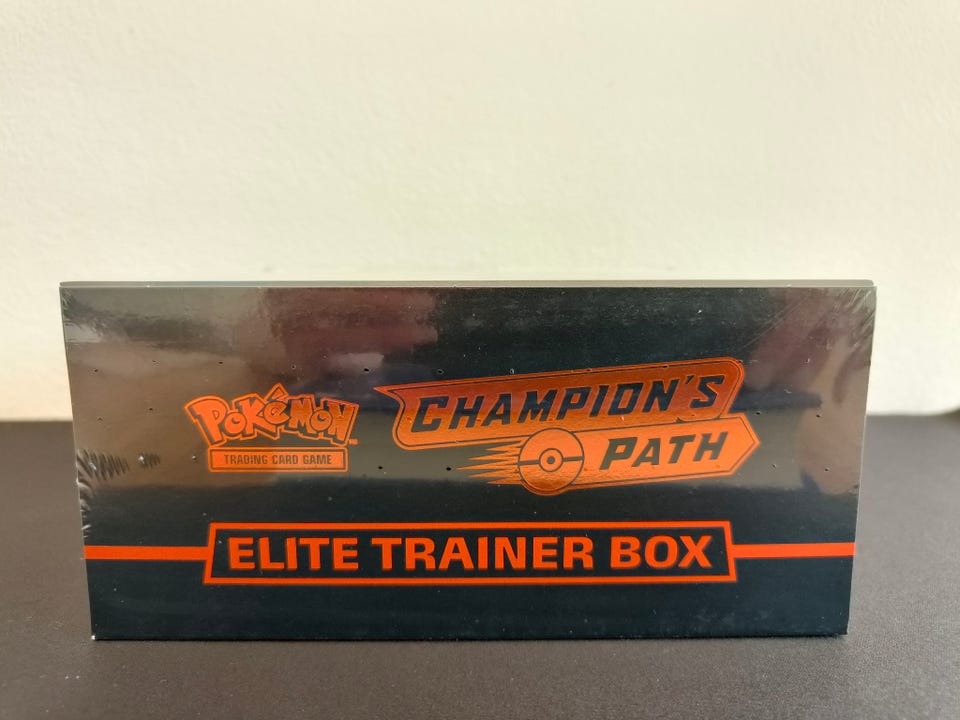 Pokémon
TRADING CARD GAME
CHAMPION'S
PATH
ELITE TRAINER BOX